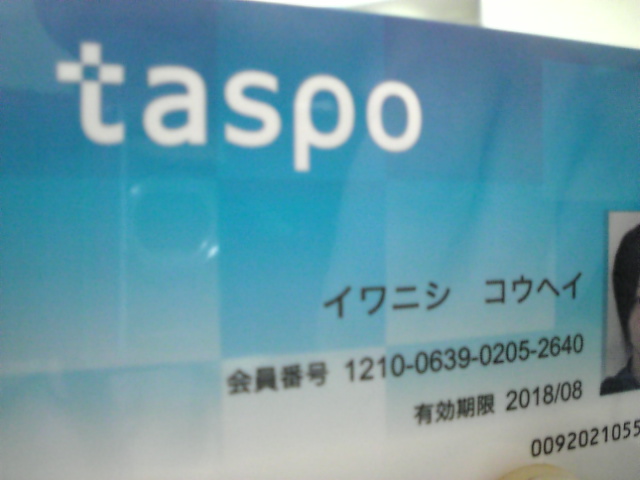 taspo
イワニシ　コウヘイ
会員番号 1210-0639-0205-2640
有効期限 2018/08
0092021055